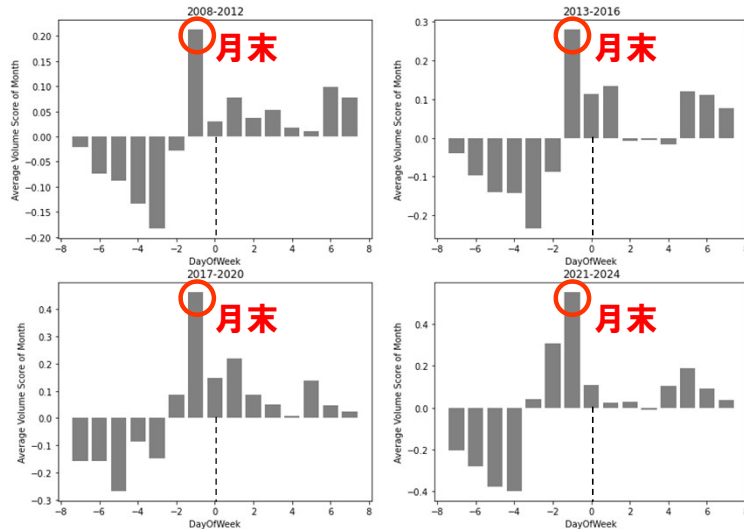 2008-2012
Average Volume Score of Month
0.20
0.15
0.10
0.05
0.00
−0.05
−0.10
−0.15
−0.20
月末
−8 −6 −4 −2 0 2 4 6 8
DayOfWeek
2013-2016
Average Volume Score of Month
0.3
0.2
0.1
0.0
−0.1
−0.2
月末
−8 −6 −4 −2 0 2 4 6 8
DayOfWeek
2017-2020
Average Volume Score of Month
0.4
0.3
0.2
0.1
0.0
−0.1
−0.2
−0.3
月末
−8 −6 −4 −2 0 2 4 6 8
DayOfWeek
2021-2024
Average Volume Score of Month
0.4
0.2
0.0
−0.2
−0.4
月末
−8 −6 −4 −2 0 2 4 6 8
DayOfWeek